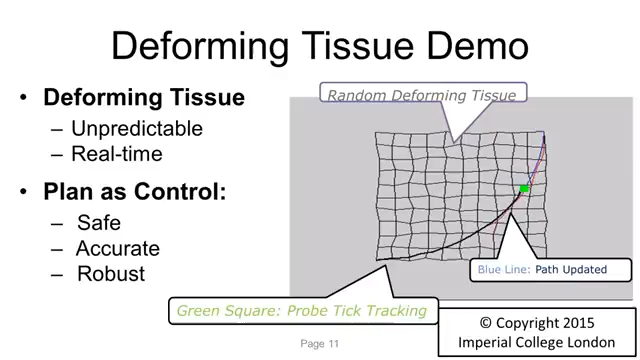 Deforming Tissue Demo
• Deforming Tissue
– Unpredictable
– Real-time
• Plan as Control:
– Safe
– Accurate
– Robust
Random Deforming Tissue
Blue Line: Path Updated
Green Square: Probe Tick Tracking
Page 11
© Copyright 2015
Imperial College London